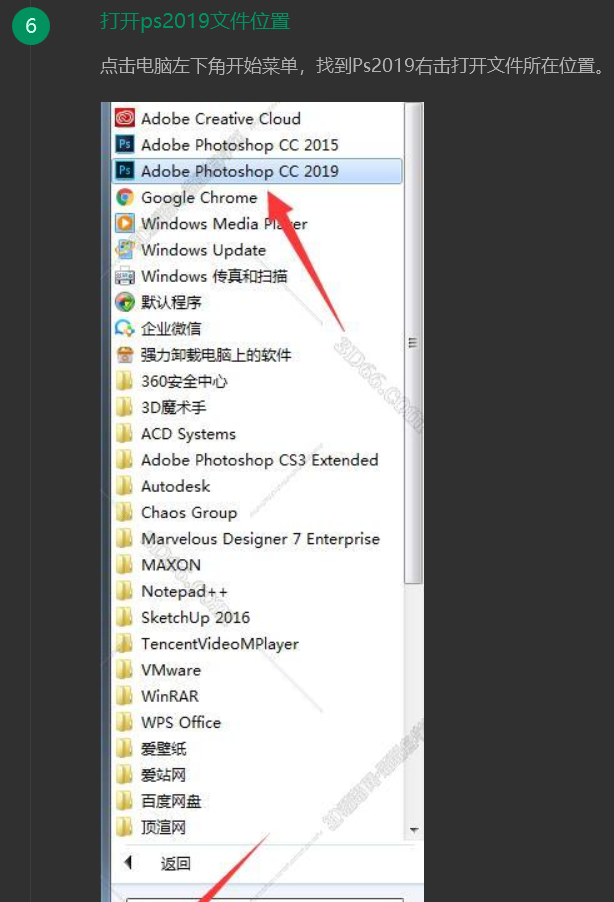 6
打开ps2019文件位置
点击电脑左下角开始菜单，找到Ps2019右击打开文件所在位置。
Adobe Creative Cloud
Ps Adobe Photoshop CC 2015
Ps Adobe Photoshop CC 2019
Google Chrome
Windows Media Player
Windows Update
Windows 传真和扫描
默认程序
企业微信
强力卸载电脑上的软件
360安全中心
3D魔术手
ACD Systems
Adobe Photoshop CS3 Extended
Autodesk
Chaos Group
Marvelous Designer 7 Enterprise
MAXON
Notepad++
SketchUp 2016
TencentVideoMPlayer
VMware
WinRAR
WPS Office
爱壁纸
爱站网
百度网盘
顶渲网
返回
3D66.com